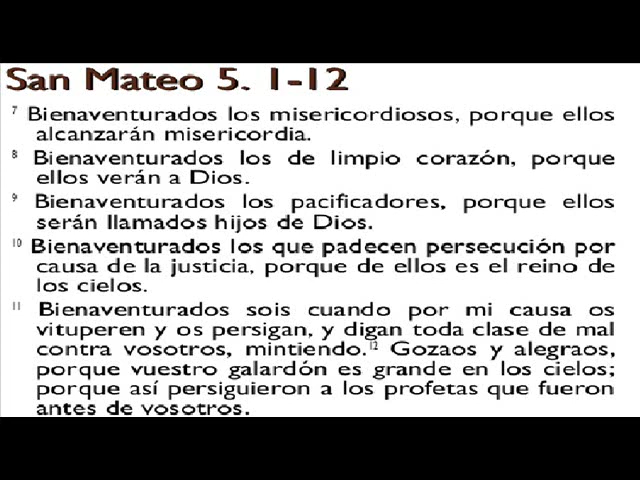 San Mateo 5. 1-12
7 Bienaventurados los misericordiosos, porque ellos
alcanzarán misericordia.
8 Bienaventurados los de limpio corazón, porque
ellos verán a Dios.
9 Bienaventurados los pacificadores, porque ellos
serán llamados hijos de Dios.
10 Bienaventurados los que padecen persecución por
causa de la justicia, porque de ellos es el reino de
los cielos.
11 Bienaventurados sois cuando por mi causa os
vituperen y os persigan, y digan toda clase de mal
contra vosotros, mintiendo.12 Gozaos y alegraos,
porque vuestro galardón es grande en los cielos;
porque así persiguieron a los profetas que fueron
antes de vosotros.